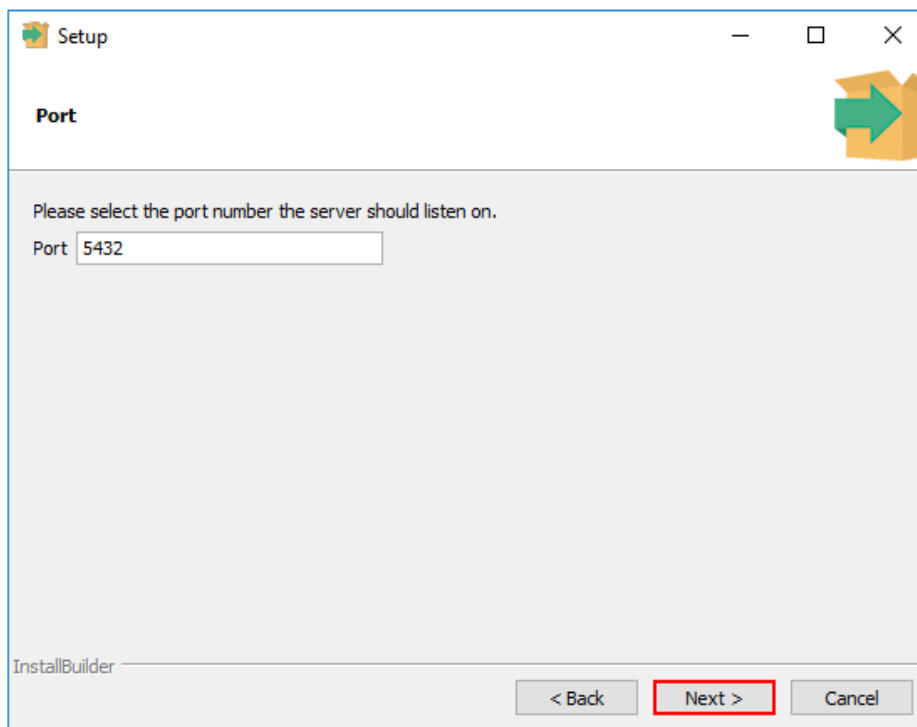 Setup
Port
Please select the port number the server should listen on.
Port 5432
InstallBuilder
< Back Next > Cancel